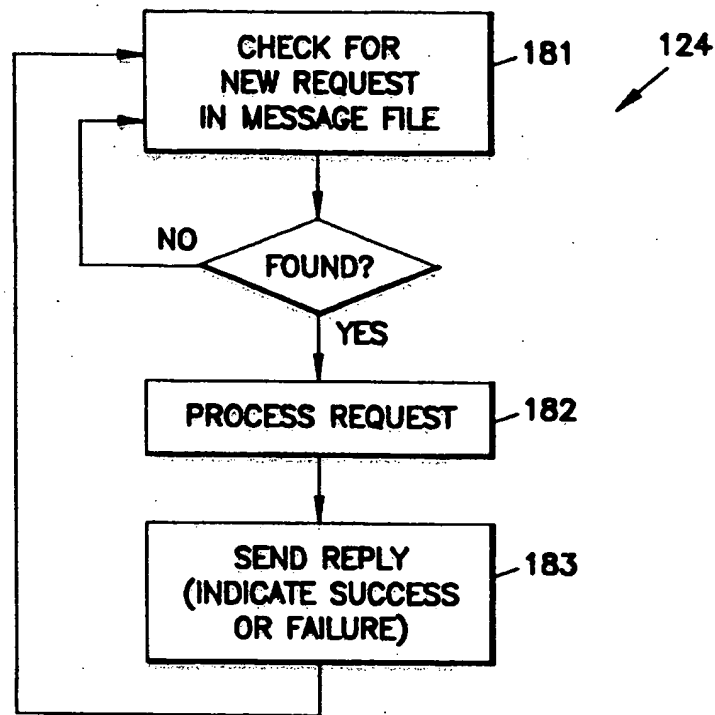 CHECK FOR
NEW REQUEST
IN MESSAGE FILE
181
124
NO
FOUND?
YES
PROCESS REQUEST
182
SEND REPLY
(INDICATE SUCCESS
OR FAILURE)
183